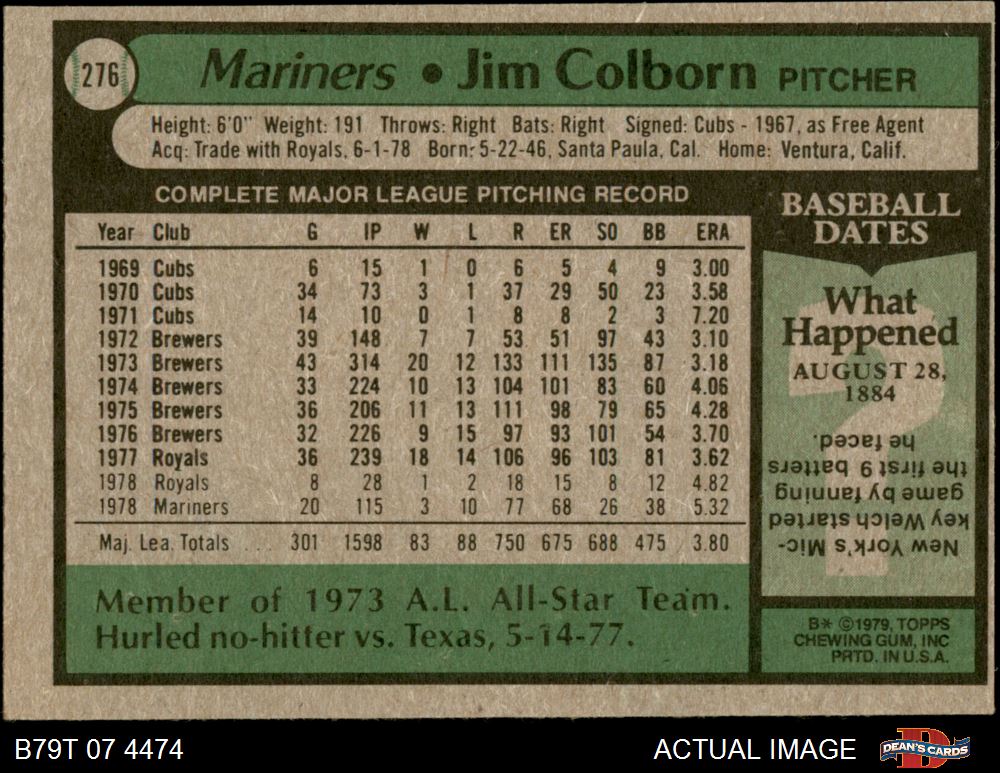 276
Mariners • Jim Colborn PITCHER
Height: 6'0" Weight: 191 Throws: Right Bats: Right Signed: Cubs - 1967, as Free Agent
Acq: Trade with Royals, 6-1-78 Born: 5-22-46, Santa Paula, Cal. Home: Ventura, Calif.
COMPLETE MAJOR LEAGUE PITCHING RECORD
Year Club G IP W L R ER SO BB ERA
1969 Cubs 6 15 1 0 6 5 4 9 3.00
1970 Cubs 34 73 3 1 37 29 50 23 3.58
1971 Cubs 14 10 0 1 8 8 2 3 7.20
1972 Brewers 39 148 7 7 53 51 97 43 3.10
1973 Brewers 43 314 20 12 133 111 135 87 3.18
1974 Brewers 33 224 10 13 104 101 83 60 4.06
1975 Brewers 36 206 11 13 111 98 79 65 4.28
1976 Brewers 32 226 9 15 97 93 101 54 3.70
1977 Royals 36 239 18 14 106 96 103 81 3.62
1978 Royals 8 28 1 2 18 15 8 12 4.82
1978 Mariners 20 115 3 10 77 68 26 38 5.32
Maj. Lea. Totals ... 301 1598 83 88 750 675 688 475 3.80
Member of 1973 A.L. All-Star Team.
Hurled no-hitter vs. Texas, 5-14-77.
BASEBALL
DATES
What
Happened
AUGUST 28,
1884
New York's Mic-
key Welch started
game by fanning
the first 9 batters
he faced.
B* ©1979, TOPPS
CHEWING GUM, INC
PRTD. IN U.S.A.
B79T 07 4474
ACTUAL IMAGE
DEAN'S CARDS